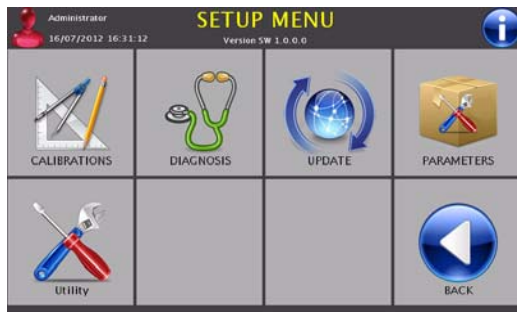 Administrator
SETUP MENU
16/07/2012 16:31:12
Version SW 1.0.0.0
CALIBRATIONS
DIAGNOSIS
UPDATE
PARAMETERS
Utility
BACK